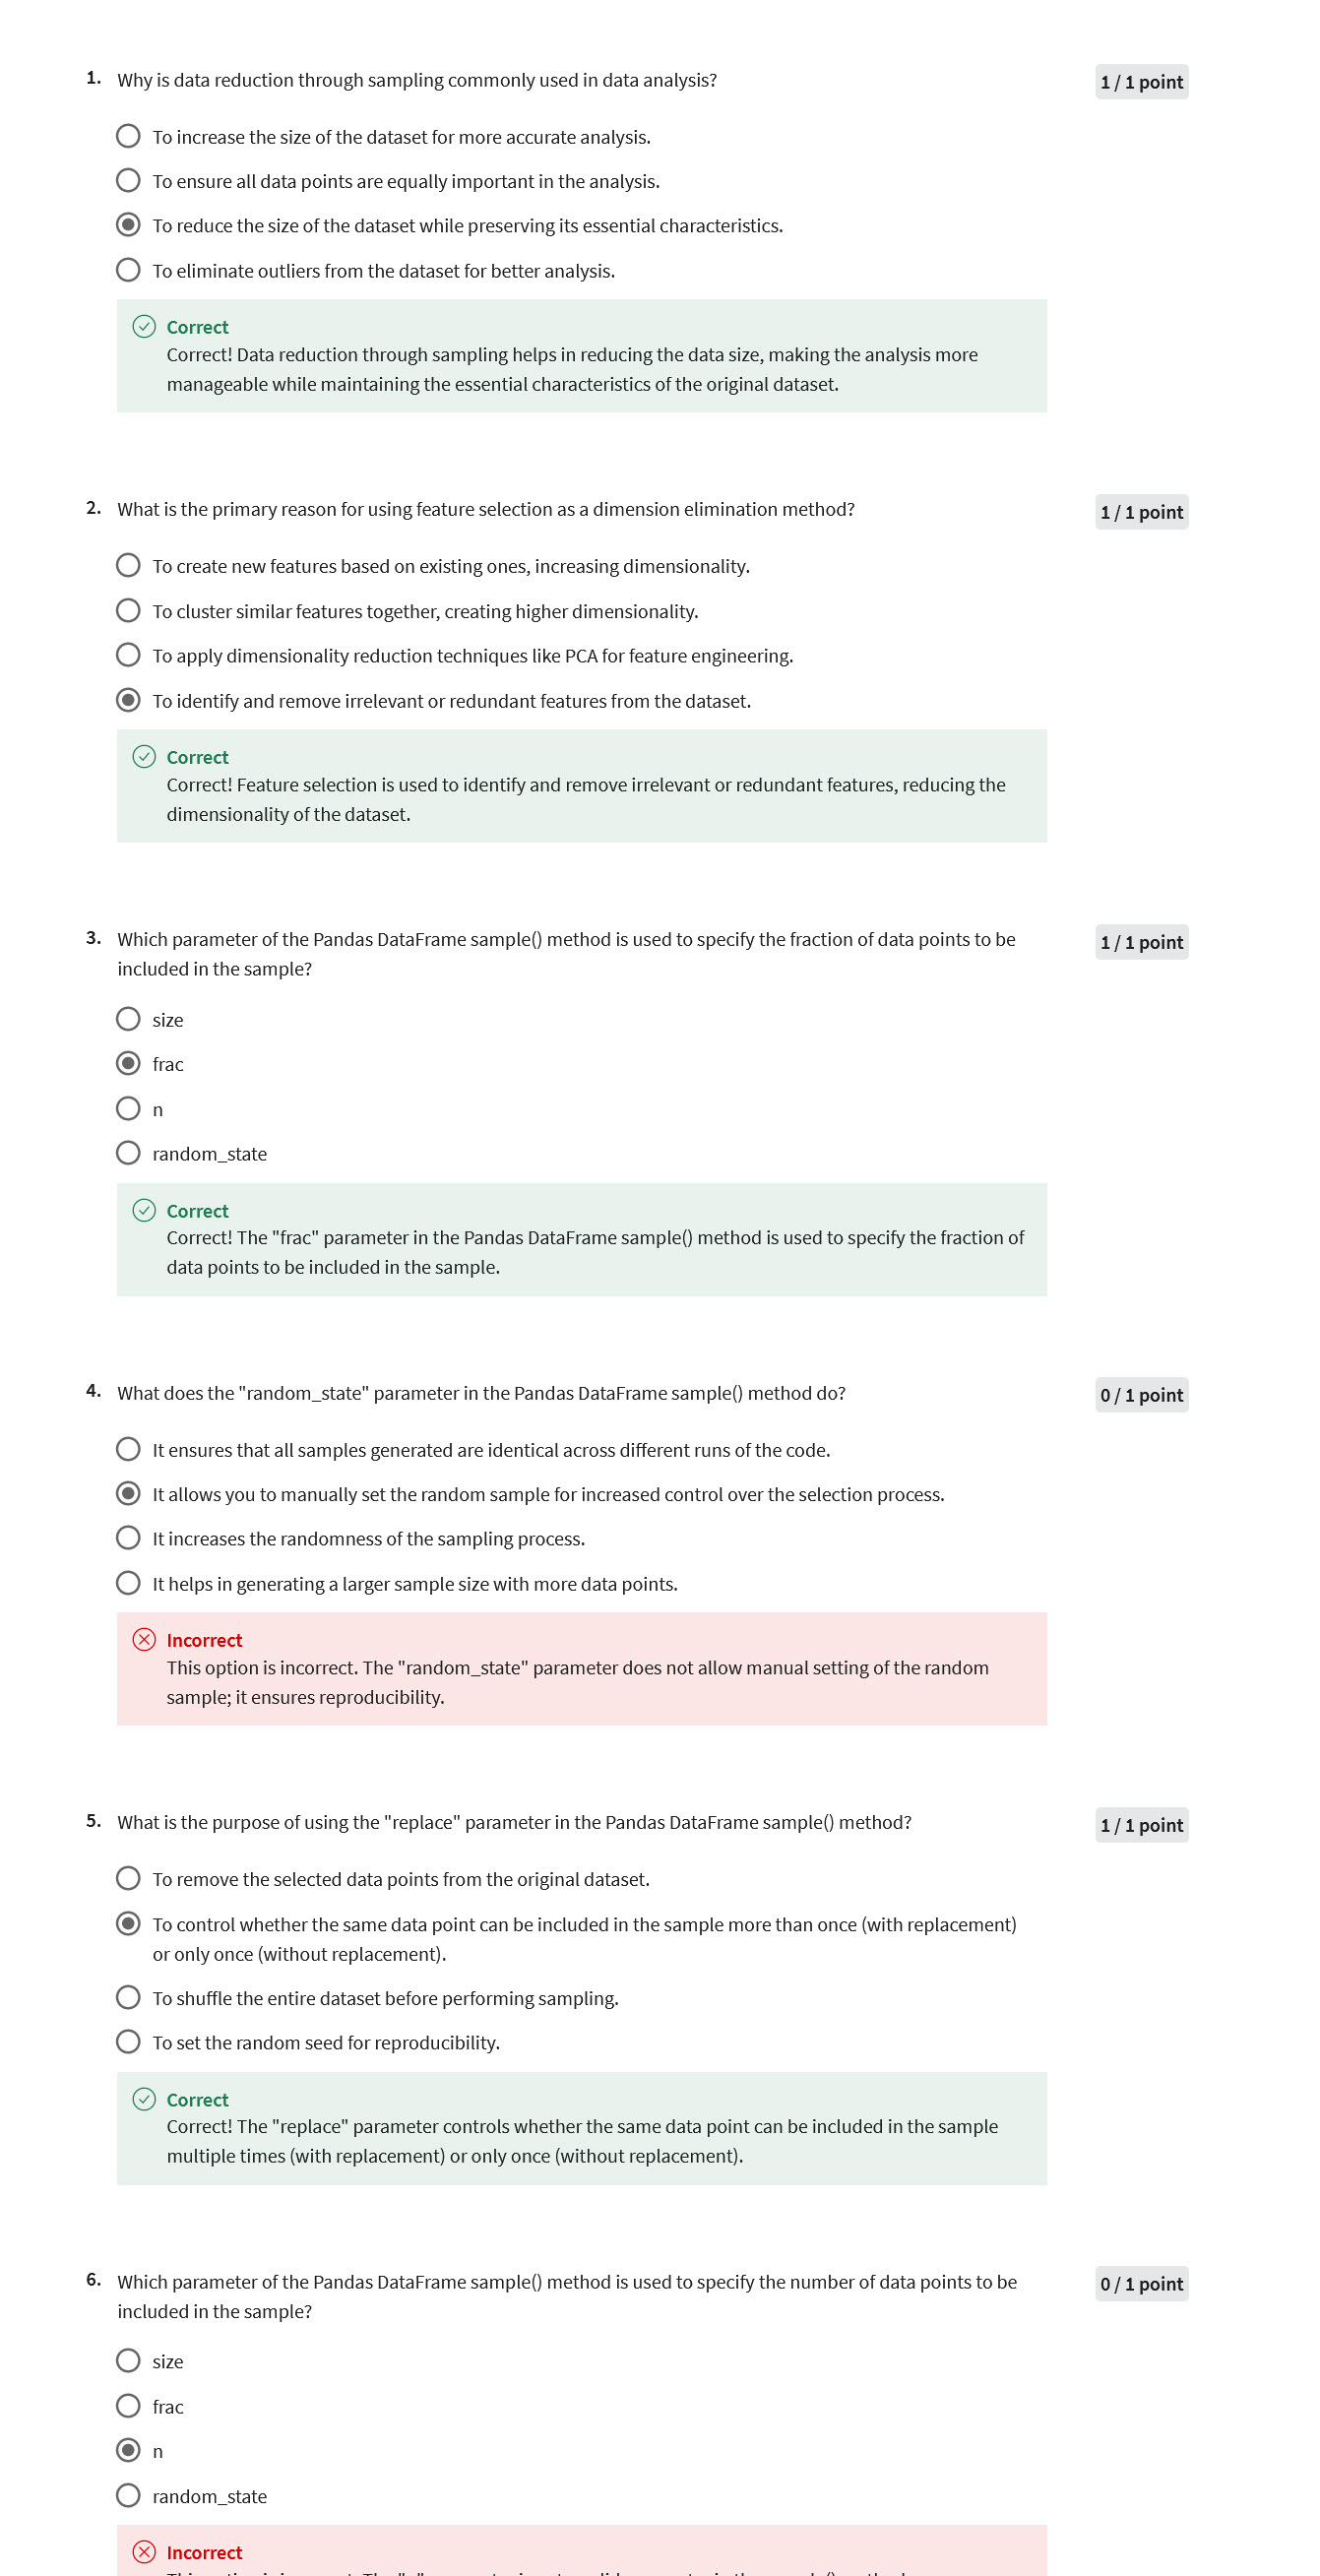 1. Why is data reduction through sampling commonly used in data analysis?
1 / 1 point
To increase the size of the dataset for more accurate analysis.
To ensure all data points are equally important in the analysis.
To reduce the size of the dataset while preserving its essential characteristics.
To eliminate outliers from the dataset for better analysis.
Correct
Correct! Data reduction through sampling helps in reducing the data size, making the analysis more
manageable while maintaining the essential characteristics of the original dataset.
2. What is the primary reason for using feature selection as a dimension elimination method?
1 / 1 point
To create new features based on existing ones, increasing dimensionality.
To cluster similar features together, creating higher dimensionality.
To apply dimensionality reduction techniques like PCA for feature engineering.
To identify and remove irrelevant or redundant features from the dataset.
Correct
Correct! Feature selection is used to identify and remove irrelevant or redundant features, reducing the
dimensionality of the dataset.
3. Which parameter of the Pandas DataFrame sample() method is used to specify the fraction of data points to be
included in the sample?
1 / 1 point
size
frac
n
random_state
Correct
Correct! The "frac" parameter in the Pandas DataFrame sample() method is used to specify the fraction of
data points to be included in the sample.
4. What does the "random_state" parameter in the Pandas DataFrame sample() method do?
0 / 1 point
It ensures that all samples generated are identical across different runs of the code.
It allows you to manually set the random sample for increased control over the selection process.
It increases the randomness of the sampling process.
It helps in generating a larger sample size with more data points.
Incorrect
This option is incorrect. The "random_state" parameter does not allow manual setting of the random
sample; it ensures reproducibility.
5. What is the purpose of using the "replace" parameter in the Pandas DataFrame sample() method?
1 / 1 point
To remove the selected data points from the original dataset.
To control whether the same data point can be included in the sample more than once (with replacement)
or only once (without replacement).
To shuffle the entire dataset before performing sampling.
To set the random seed for reproducibility.
Correct
Correct! The "replace" parameter controls whether the same data point can be included in the sample
multiple times (with replacement) or only once (without replacement).
6. Which parameter of the Pandas DataFrame sample() method is used to specify the number of data points to be
included in the sample?
0 / 1 point
size
frac
n
random_state
Incorrect